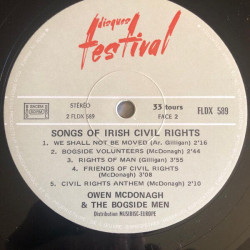 disques
festival
STÉRÉO
2 FLDX 589
33 tours
FACE 2
FLDX 589
SONGS OF IRISH CIVIL RIGHTS
1. WE SHALL NOT BE MOVED (Ar. Gilligan) 2'16
2. BOGSIDE VOLUNTEERS (McDonagh) 2'44
3. RIGHTS OF MAN (Gilligan) 3'55
4. FRIENDS OF CIVIL RIGHTS
(McDonagh) 2'08
5. CIVIL RIGHTS ANTHEM (McDonagh) 2'10
OWEN MCDONAGH
& THE BOGSIDE MEN
Distribution MUSIDISC-EUROPE